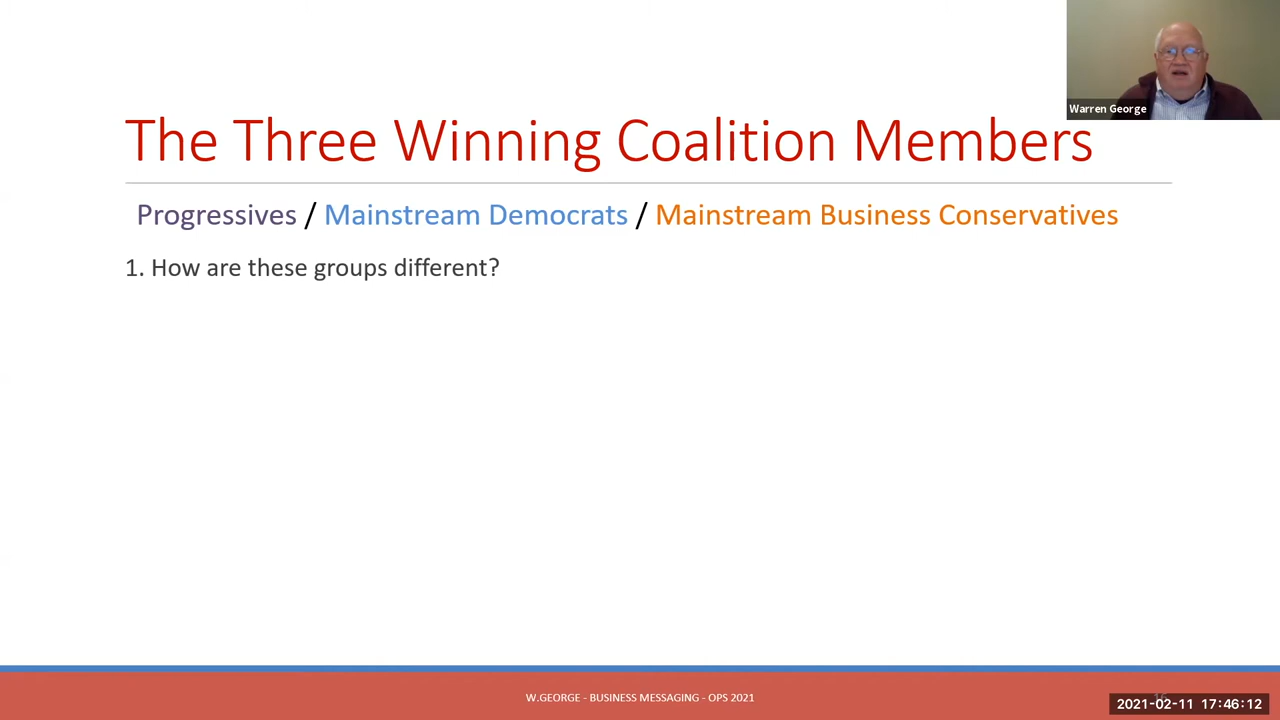 Warren George
The Three Winning Coalition Members
Progressives / Mainstream Democrats / Mainstream Business Conservatives
1. How are these groups different?
W.GEORGE - BUSINESS MESSAGING - OPS 2021
2021-02-11 17:46:12